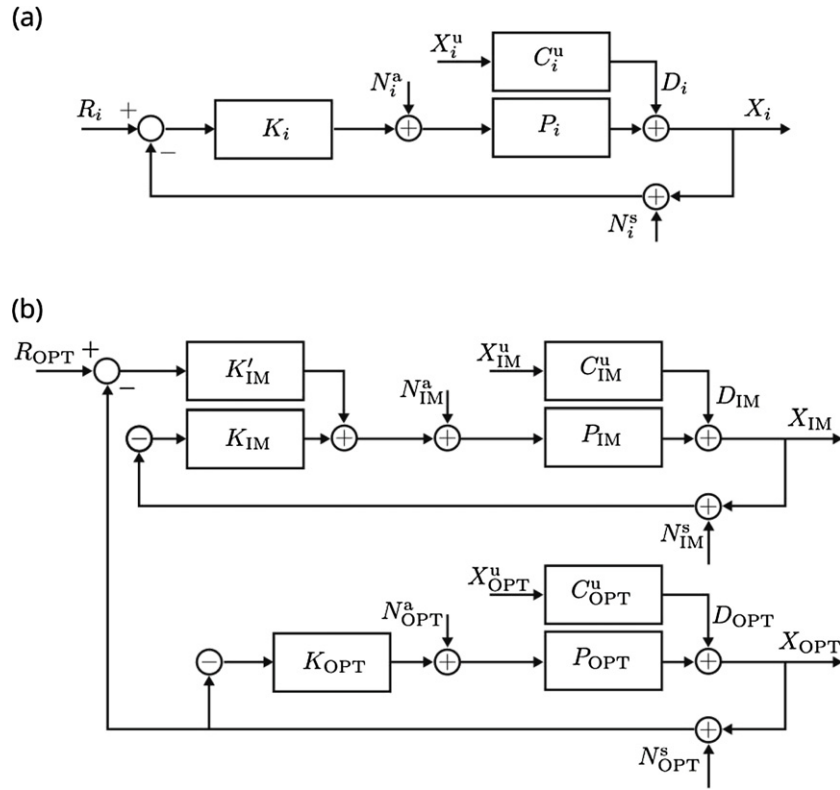 (a)
X_i^u C_i^u
N_i^a D_i
R_i + K_i + P_i + X_i
−
+
N_i^s
(b)
R_OPT + K′_IM X_IM^u C_IM^u
−
N_IM^a D_IM
− K_IM + + P_IM + X_IM
+
N_IM^s
X_OPT^u C_OPT^u
N_OPT^a D_OPT
− K_OPT + P_OPT + X_OPT
+
N_OPT^s